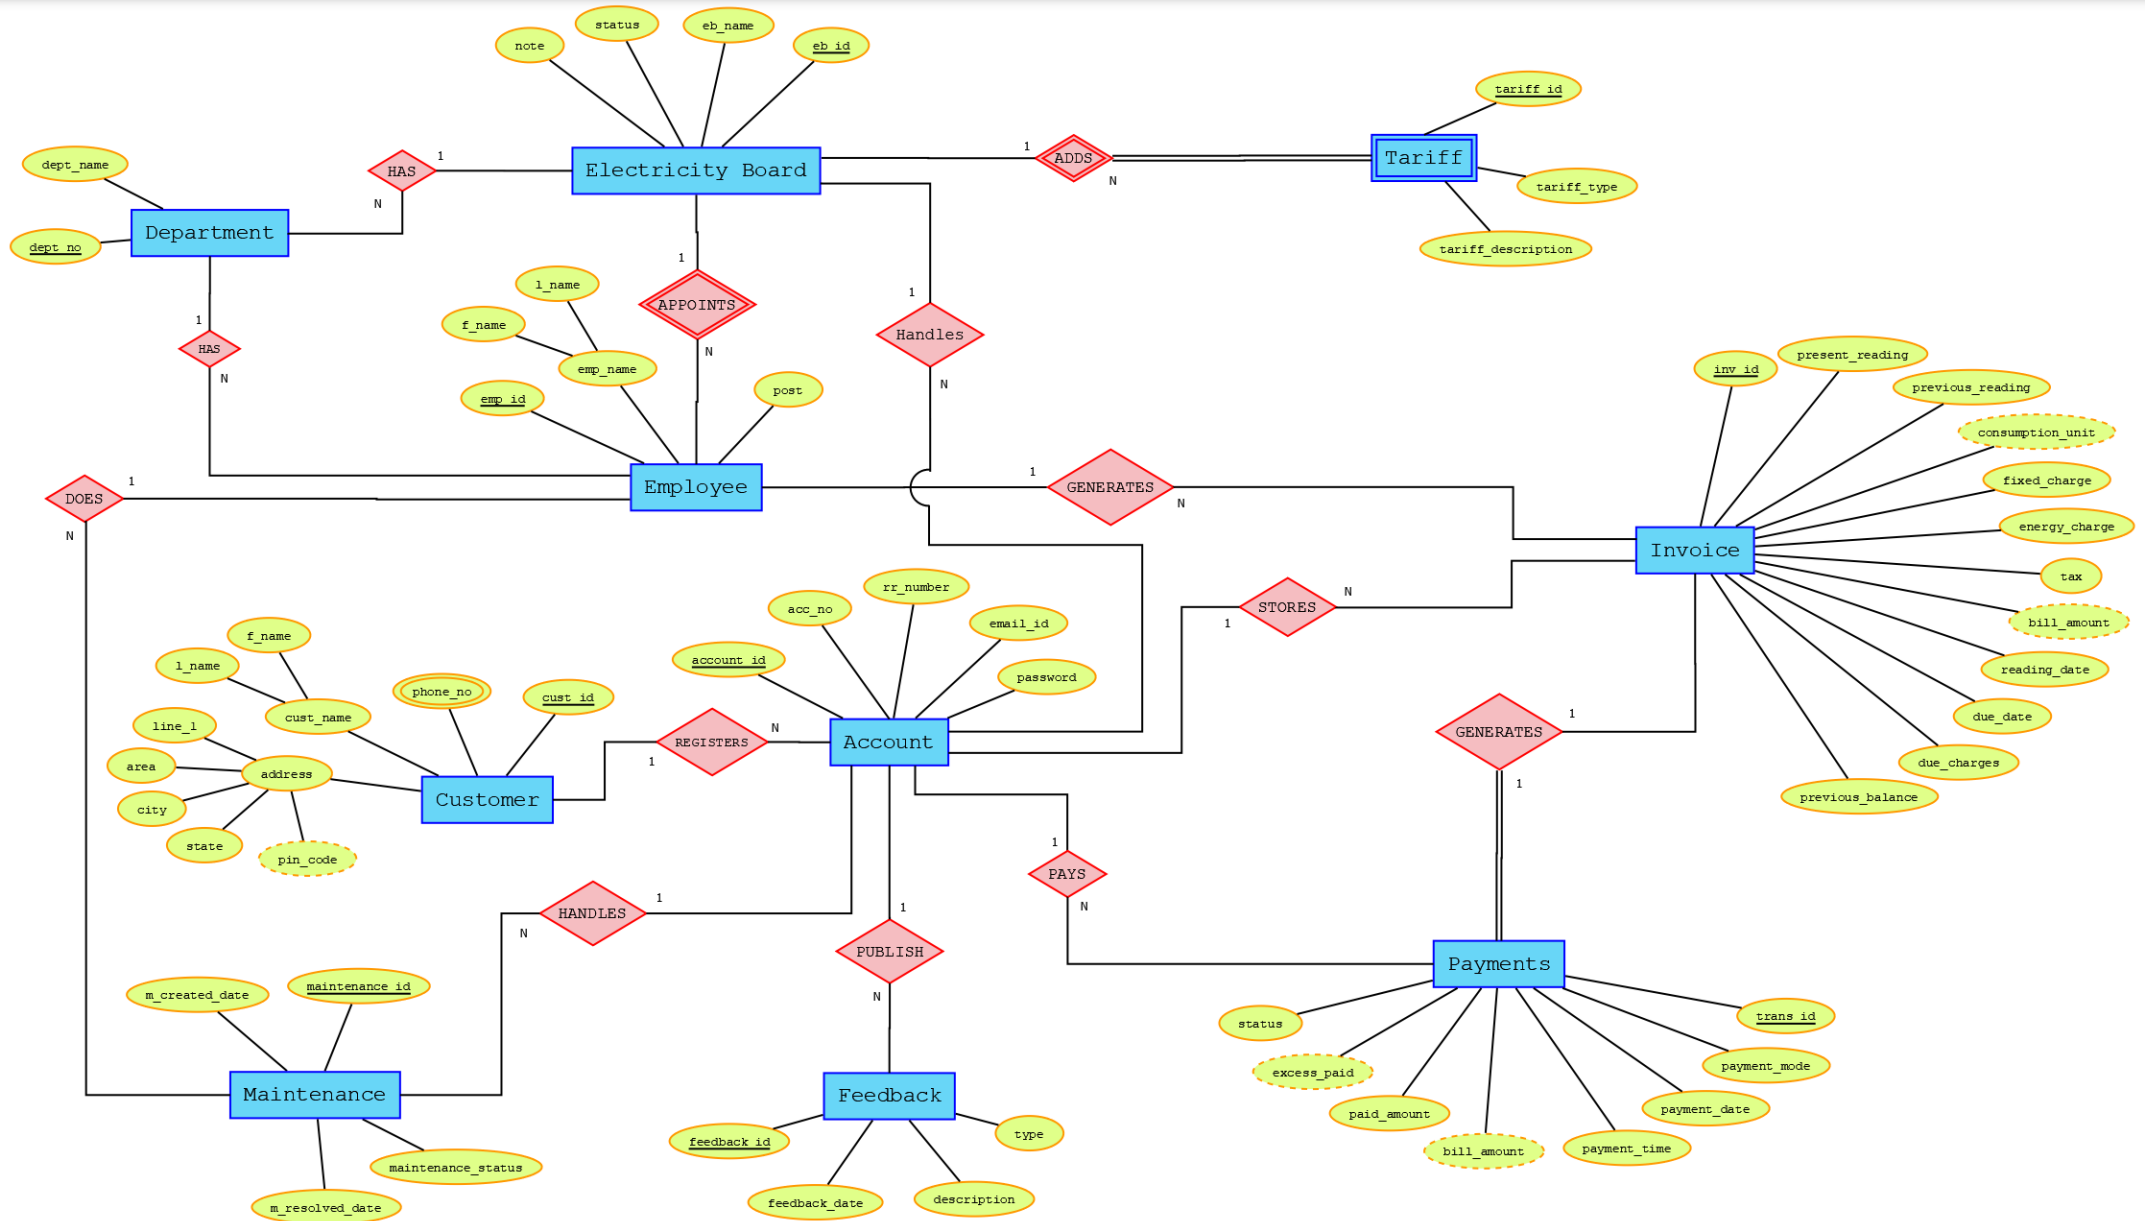 status
eb_name
note
eb_id
tariff_id
dept_name
HAS
1
N
Electricity Board
1
ADDS
N
Tariff
tariff_type
Department
dept_no
tariff_description
1
APPOINTS
N
l_name
f_name
emp_name
emp_id
post
1
Handles
N
1
HAS
N
inv_id
present_reading
previous_reading
consumption_unit
fixed_charge
energy_charge
tax
bill_amount
reading_date
due_date
due_charges
previous_balance
DOES
1
N
Employee
1
GENERATES
N
Invoice
STORES
N
1
rr_number
acc_no
email_id
account_id
password
f_name
l_name
cust_name
phone_no
cust_id
line_1
area
address
city
state
pin_code
Customer
REGISTERS
N
1
Account
GENERATES
1
1
1
PAYS
N
HANDLES
1
N
1
PUBLISH
N
Payments
m_created_date
maintenance_id
status
trans_id
excess_paid
payment_mode
paid_amount
payment_date
bill_amount
payment_time
Maintenance
Feedback
feedback_id
type
maintenance_status
m_resolved_date
feedback_date
description